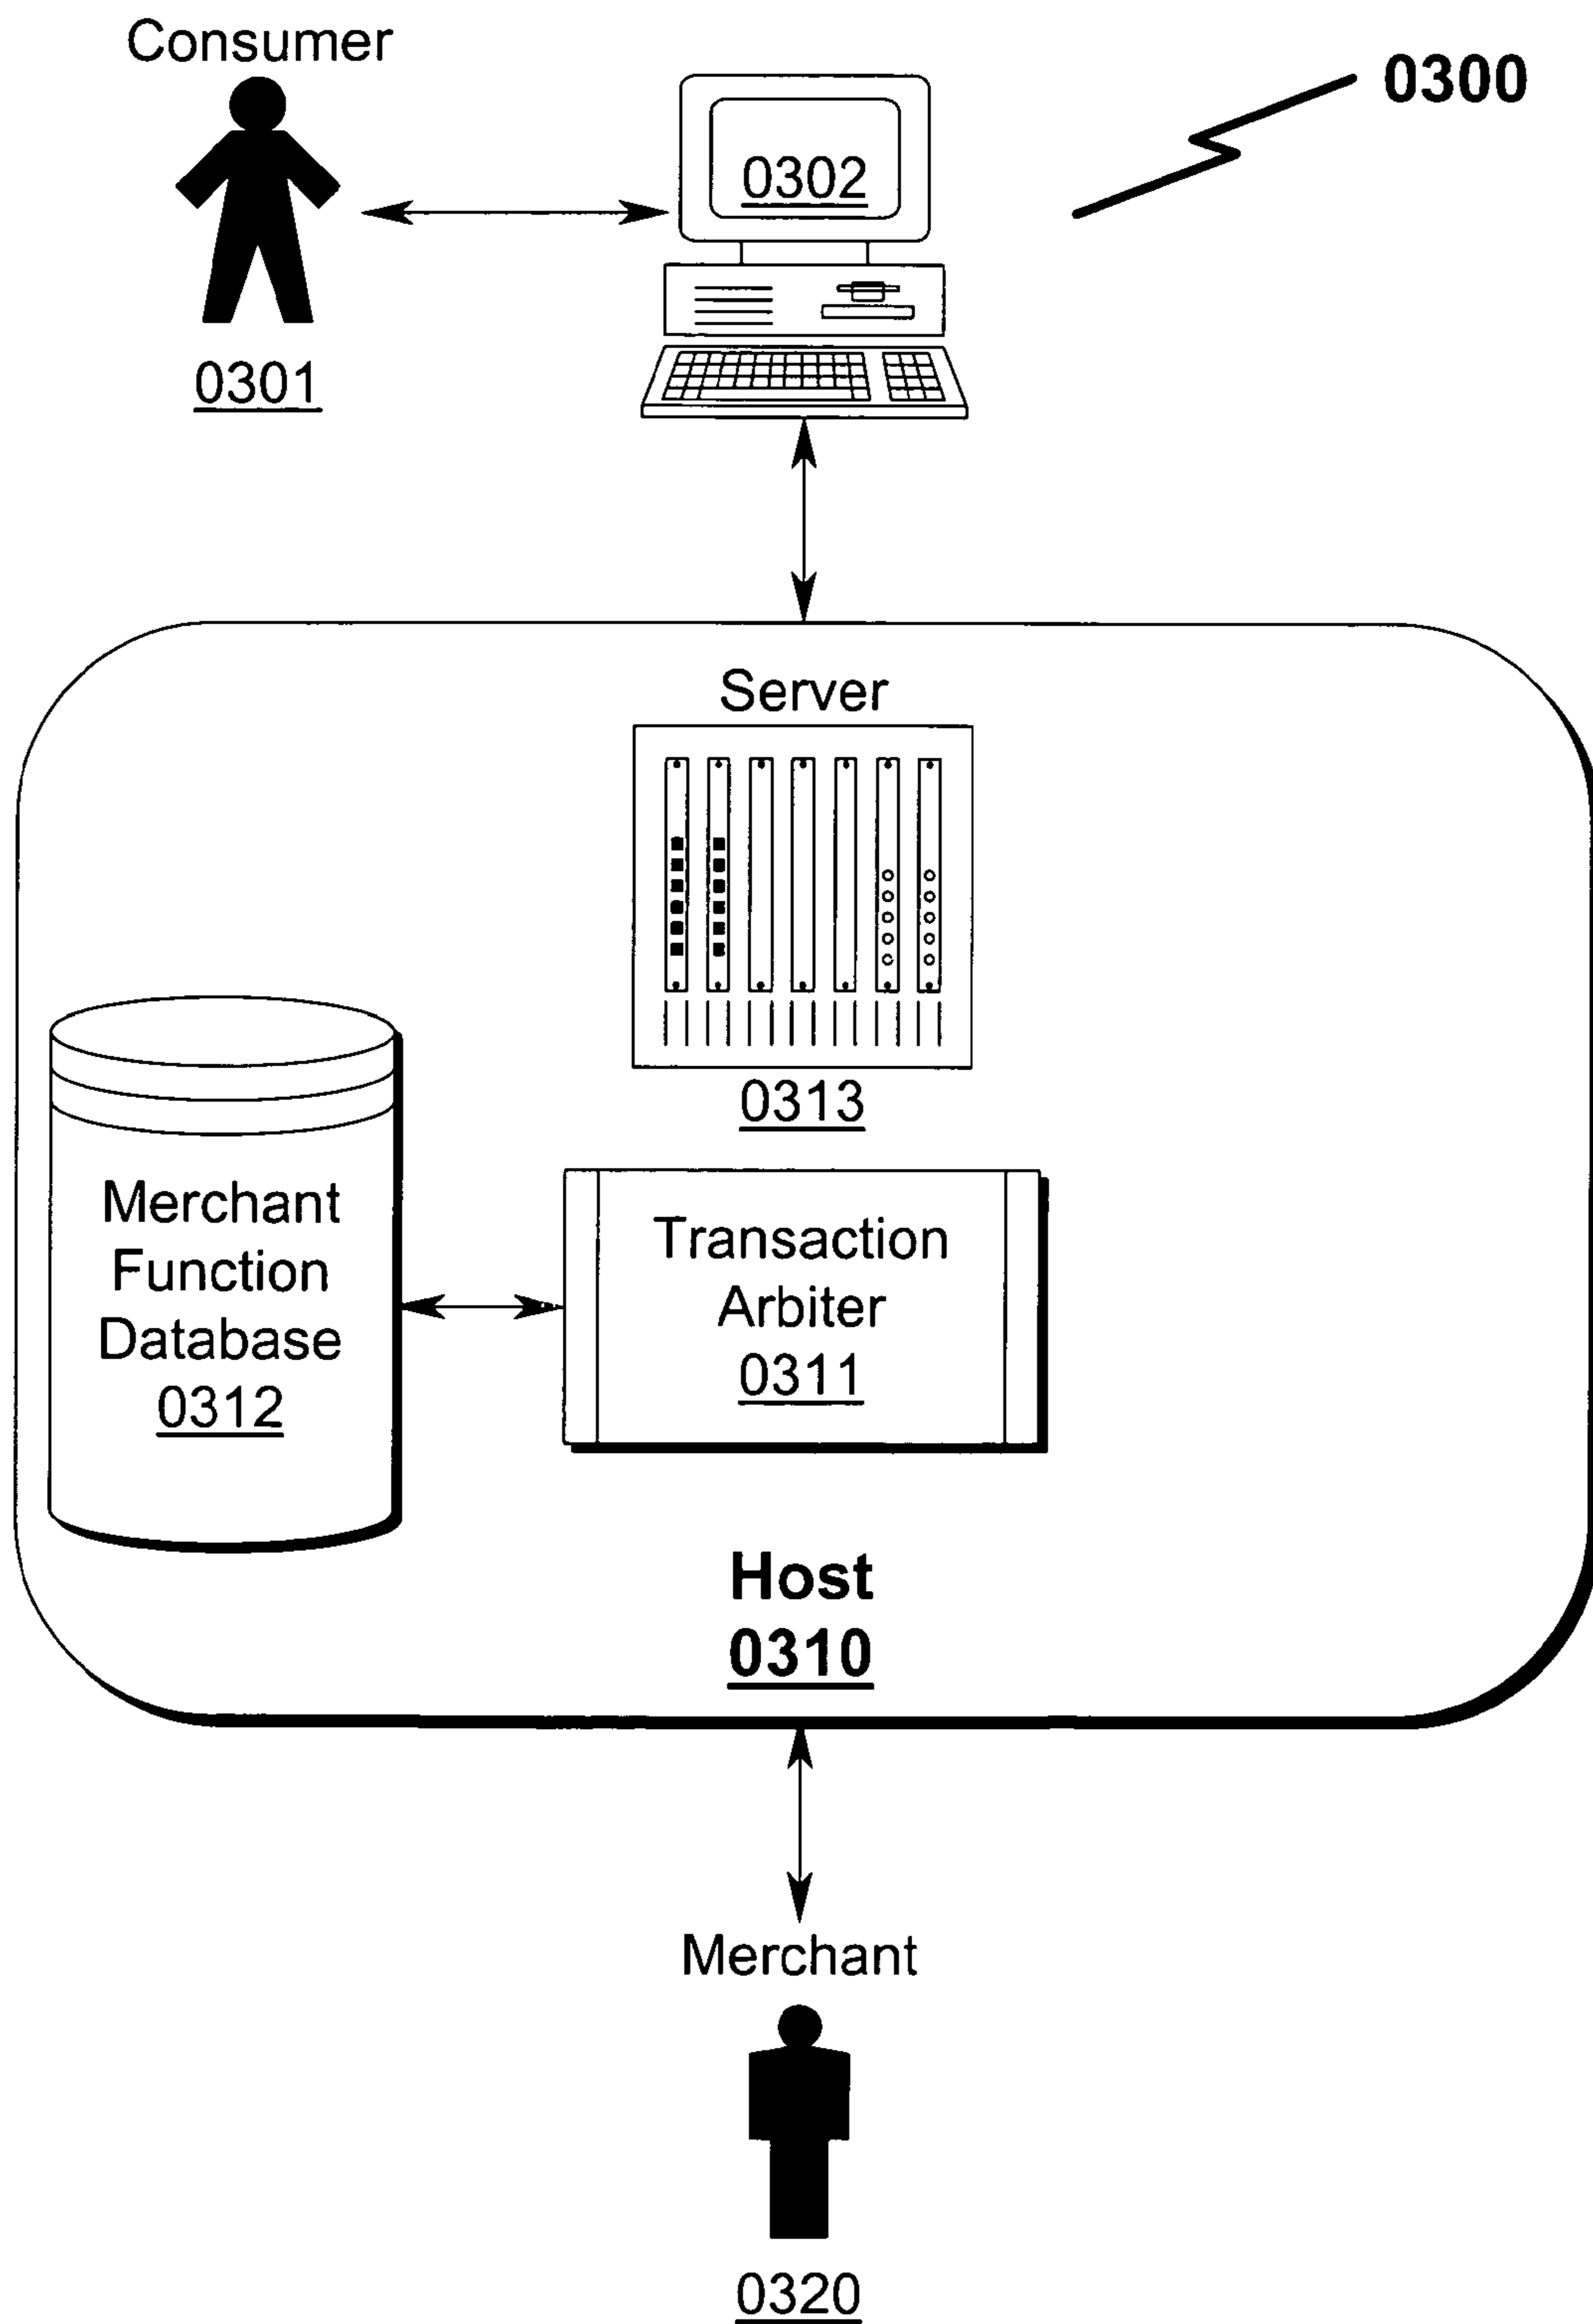 Consumer
0300
0302
0301
Server
0313
Merchant
Function
Database
0312
Transaction
Arbiter
0311
Host
0310
Merchant
0320